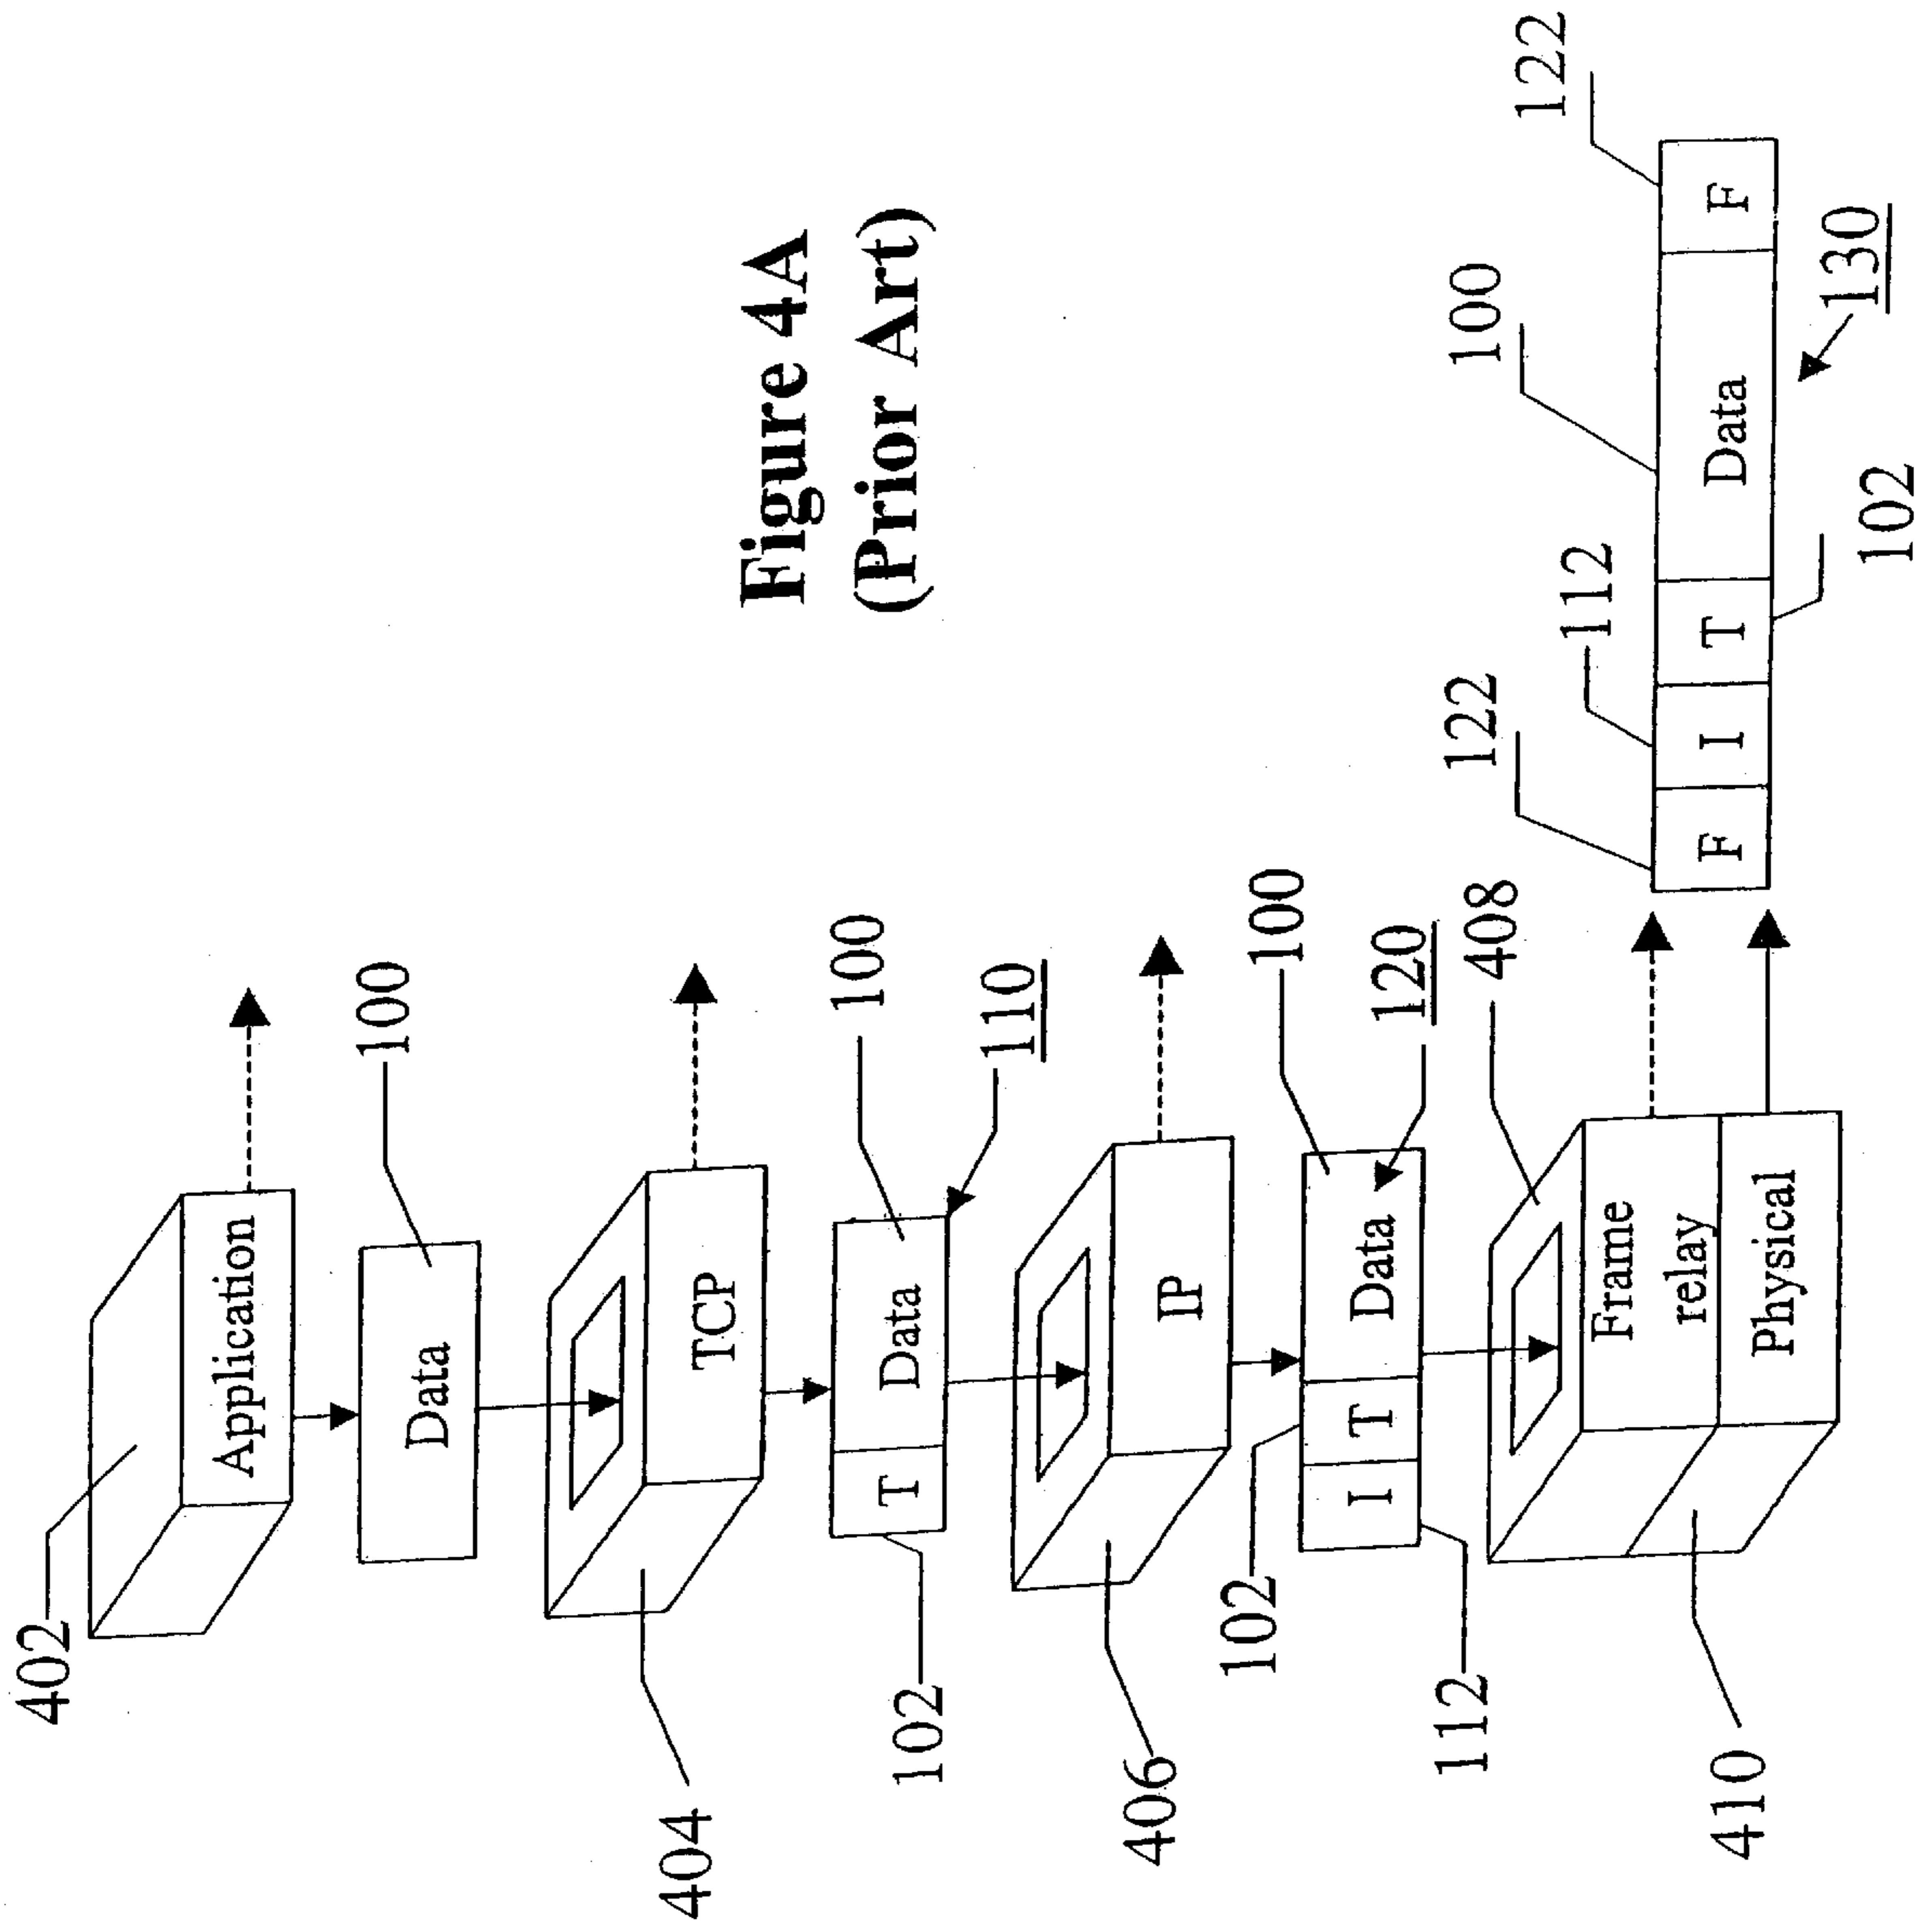 402
Application
100
Data
404
TCP
Figure 4A
(Prior Art)
100
T Data
102
110
406
IP
102
100
I T Data
120
112
408
122
100
122
112
Frame
relay
F I T Data F
410
Physical
130
102